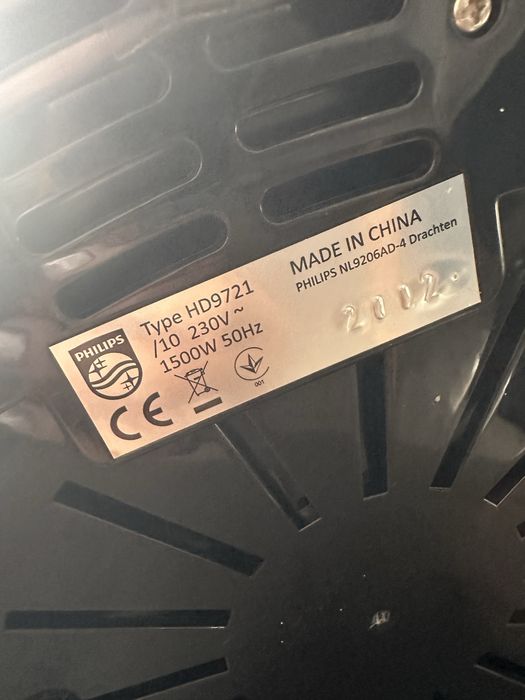 PHILIPS
Type HD9721
/10 230V ~
1500W 50Hz
CE
001
MADE IN CHINA
PHILIPS NL9206AD-4 Drachten
2002.